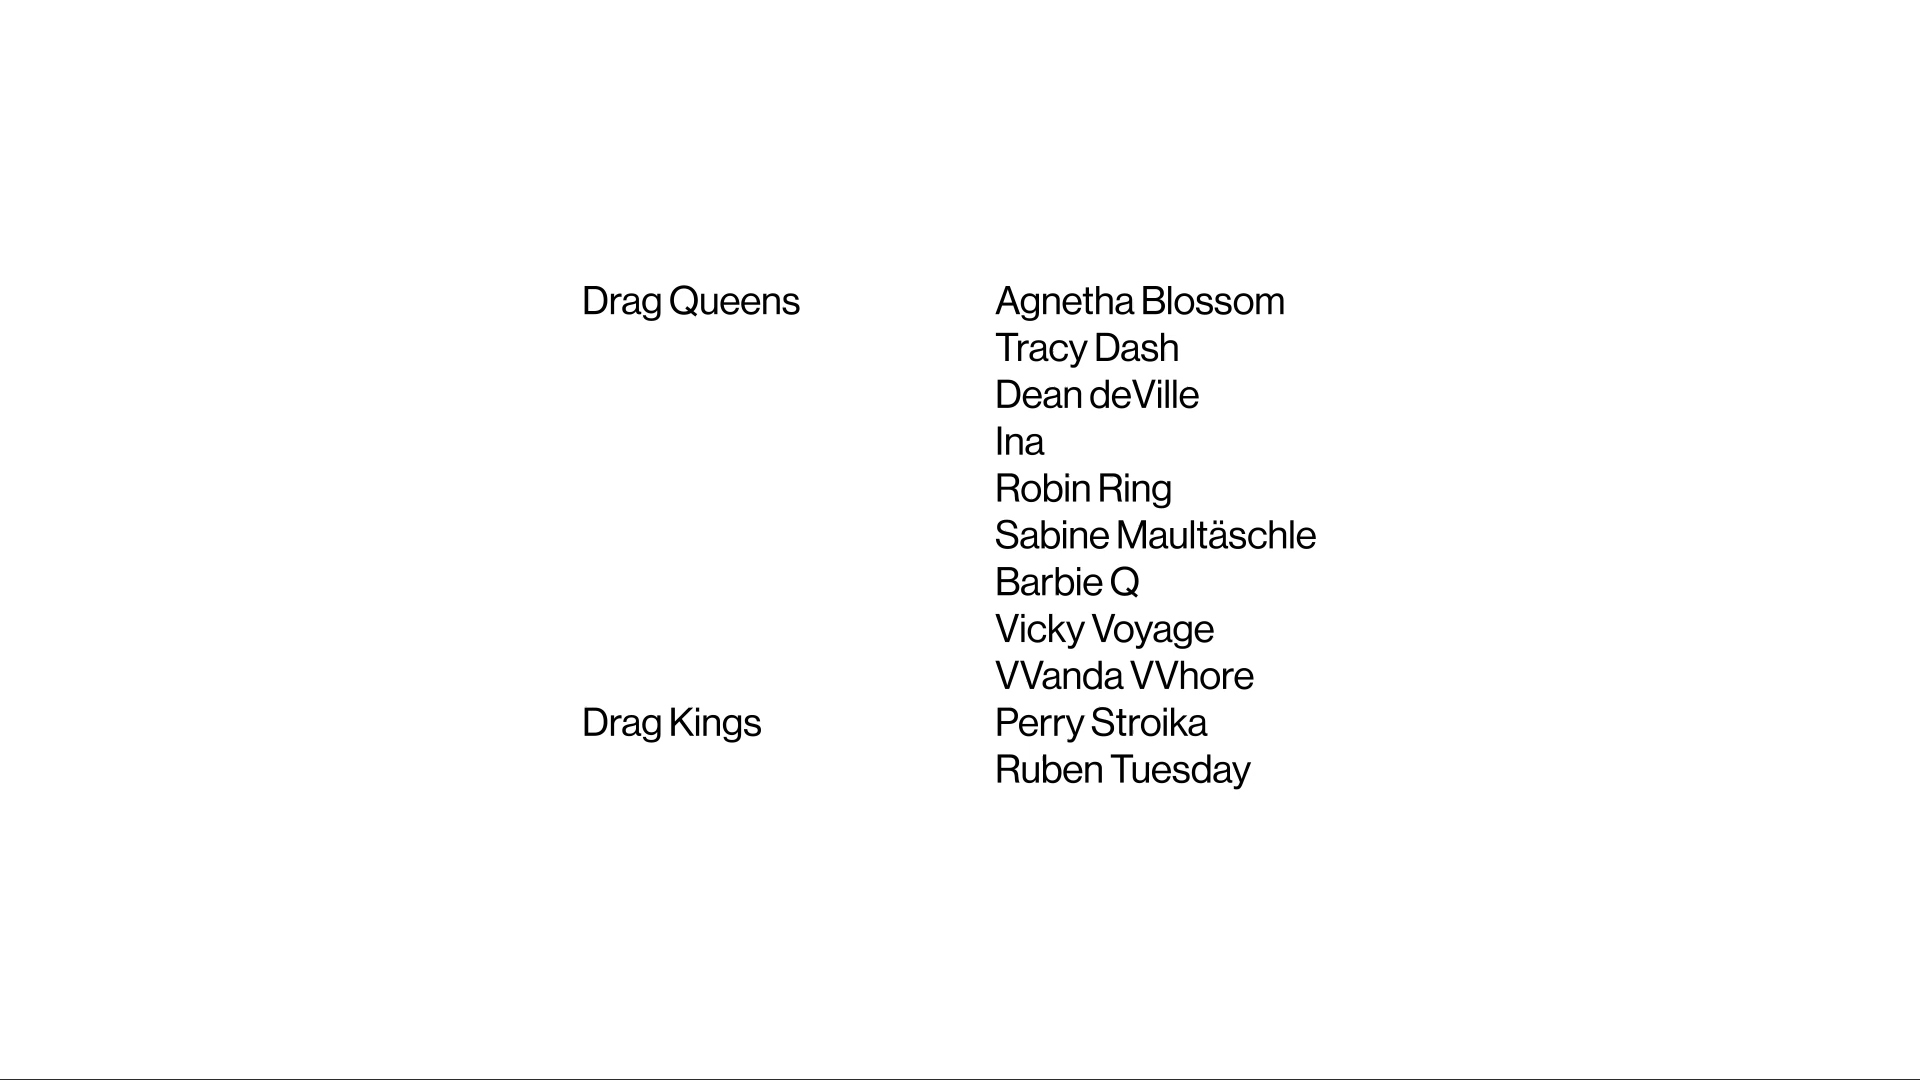 Drag Queens Agnetha Blossom
Tracy Dash
Dean deVille
Ina
Robin Ring
Sabine Maultäschle
Barbie Q
Vicky Voyage
VVanda VVhore
Drag Kings Perry Stroika
Ruben Tuesday